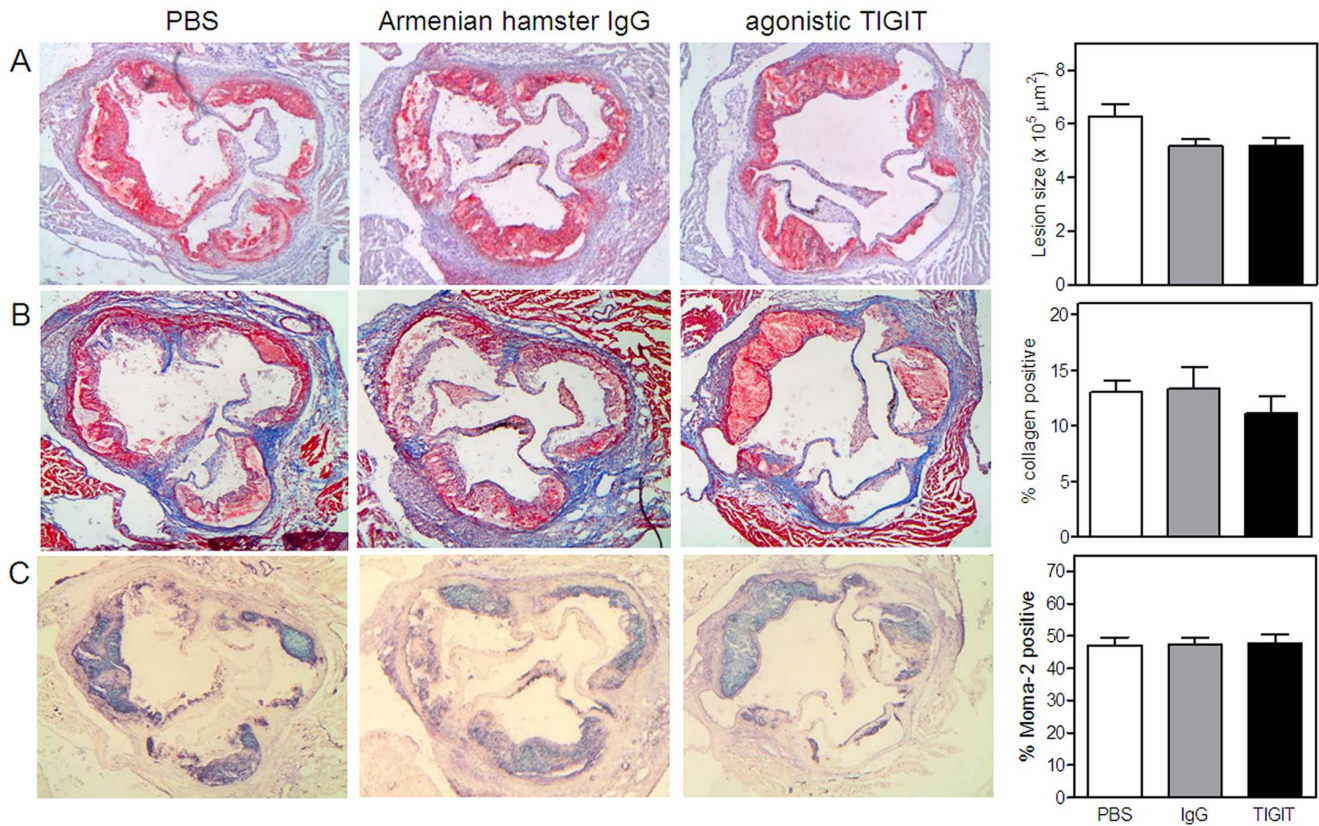 PBS Armenian hamster IgG agonistic TIGIT
A
Lesion size (x 10⁵ μm²)
8
6
4
2
0
B
% collagen positive
20
15
10
5
0
C
% Moma-2 positive
70
60
50
40
30
20
10
0
PBS IgG TIGIT